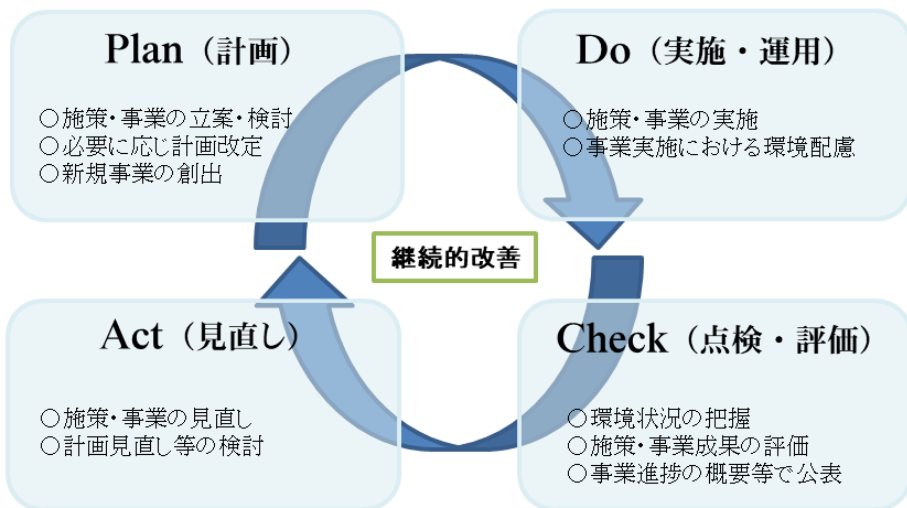 Plan（計画）
○施策・事業の立案・検討
○必要に応じ計画改定
○新規事業の創出
Do（実施・運用）
○施策・事業の実施
○事業実施における環境配慮
継続的改善
Act（見直し）
○施策・事業の見直し
○計画見直し等の検討
Check（点検・評価）
○環境状況の把握
○施策・事業成果の評価
○事業進捗の概要等で公表